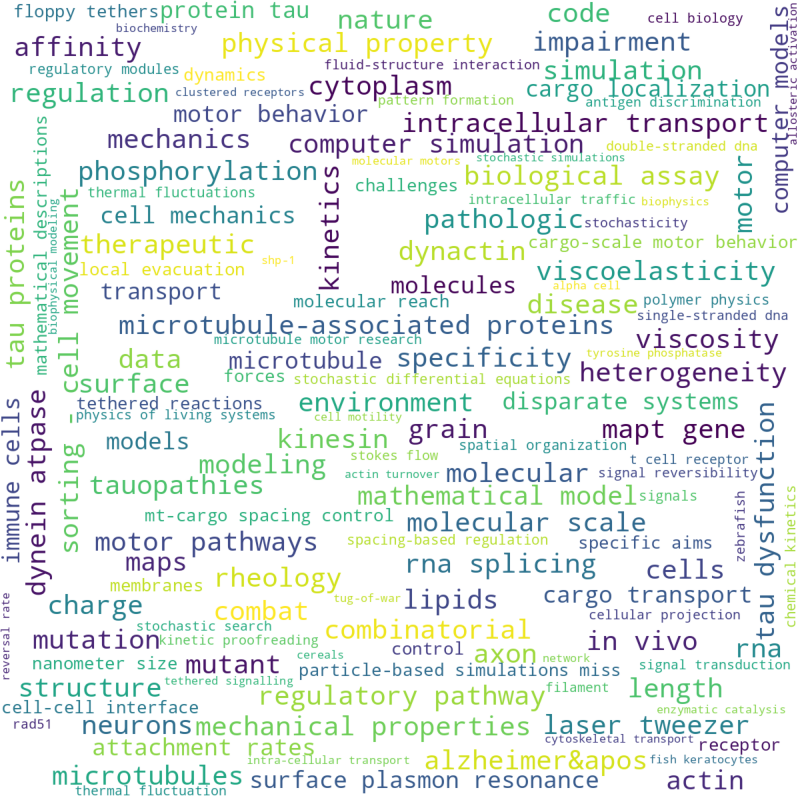 floppy tethers
protein tau
nature
code
cell biology
biochemistry
affinity
physical property
impairment
computer models
allosteric activation
regulatory modules
dynamics
fluid-structure interaction
simulation
regulation
clustered receptors
cytoplasm
pattern formation
cargo localization
antigen discrimination
motor behavior
intracellular transport
mechanics
computer simulation
double-stranded dna
mathematical descriptions
phosphorylation
molecular motors
stochastic simulations
biological assay
motor
thermal fluctuations
kinetics
challenges
intracellular traffic
biophysics
tau proteins
biophysical modeling
sorting - cell movement
cell mechanics
pathologic
stochasticity
therapeutic
dynactin
cargo-scale motor behavior
local evacuation
shp-1
viscoelasticity
transport
molecules
alpha cell
molecular reach
disease
polymer physics
single-stranded dna
microtubule-associated proteins
microtubule motor research
viscosity
data
microtubule
specificity
tyrosine phosphatase
heterogeneity
surface
forces
stochastic differential equations
tethered reactions
environment
disparate systems
physics of living systems
cell motility
grain
mapt gene
models
kinesin
spatial organization
immune cells
dynein atpase
modeling
stokes flow
t cell receptor
tau dysfunction
tauopathies
actin turnover
molecular
signal reversibility
mathematical model
signals
zebrafish
chemical kinetics
mt-cargo spacing control
molecular scale
motor pathways
spacing-based regulation
specific aims
maps
rna splicing
cells
membranes
rheology
reversal rate
charge
combat
tug-of-war
lipids
cargo transport
cellular projection
stochastic search
combinatorial
mutation
kinetic proofreading
control
in vivo
rna
nanometer size
mutant
cereals
axon
network
signal transduction
particle-based simulations miss
structure
tethered signalling
regulatory pathway
filament
length
cell-cell interface
enzymatic catalysis
rad51
neurons
mechanical properties
laser tweezer
attachment rates
cytoskeletal transport
receptor
intra-cellular transport
alzheimer&apos
fish keratocytes
microtubules
surface plasmon resonance
actin
thermal fluctuation